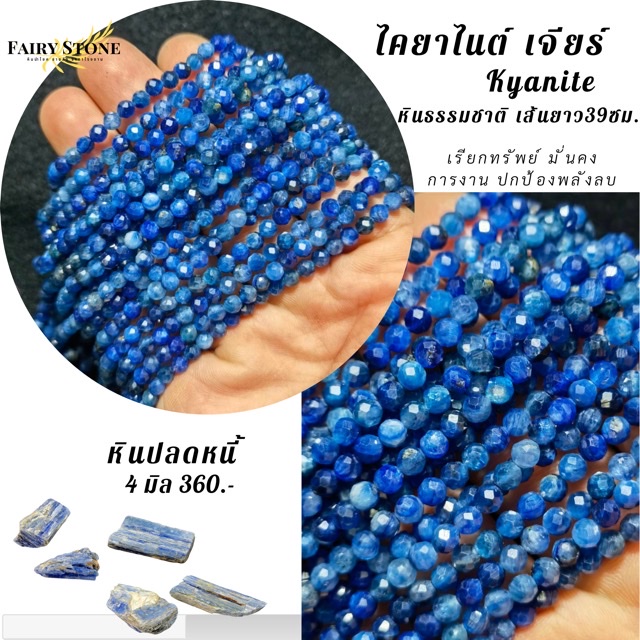 FAIRY STONE
ไคยาไนต์ เจียร์
Kyanite
หินธรรมชาติ เส้นยาว39ซม.
เรียกทรัพย์ มั่นคง
การงาน ปกป้องพลังลบ
หินปลดหนี้
4 มิล 360.-